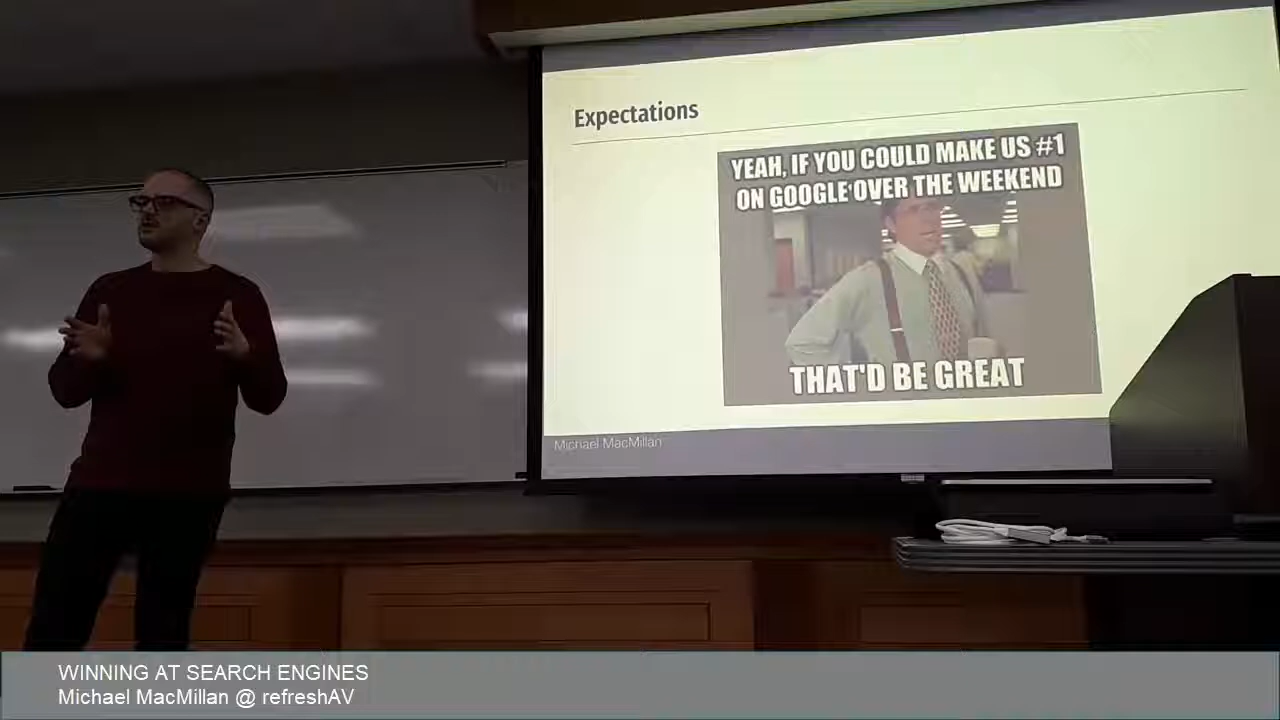 Expectations
YEAH, IF YOU COULD MAKE US #1
ON GOOGLE OVER THE WEEKEND
THAT'D BE GREAT
Michael MacMillan
WINNING AT SEARCH ENGINES
Michael MacMillan @ refreshAV